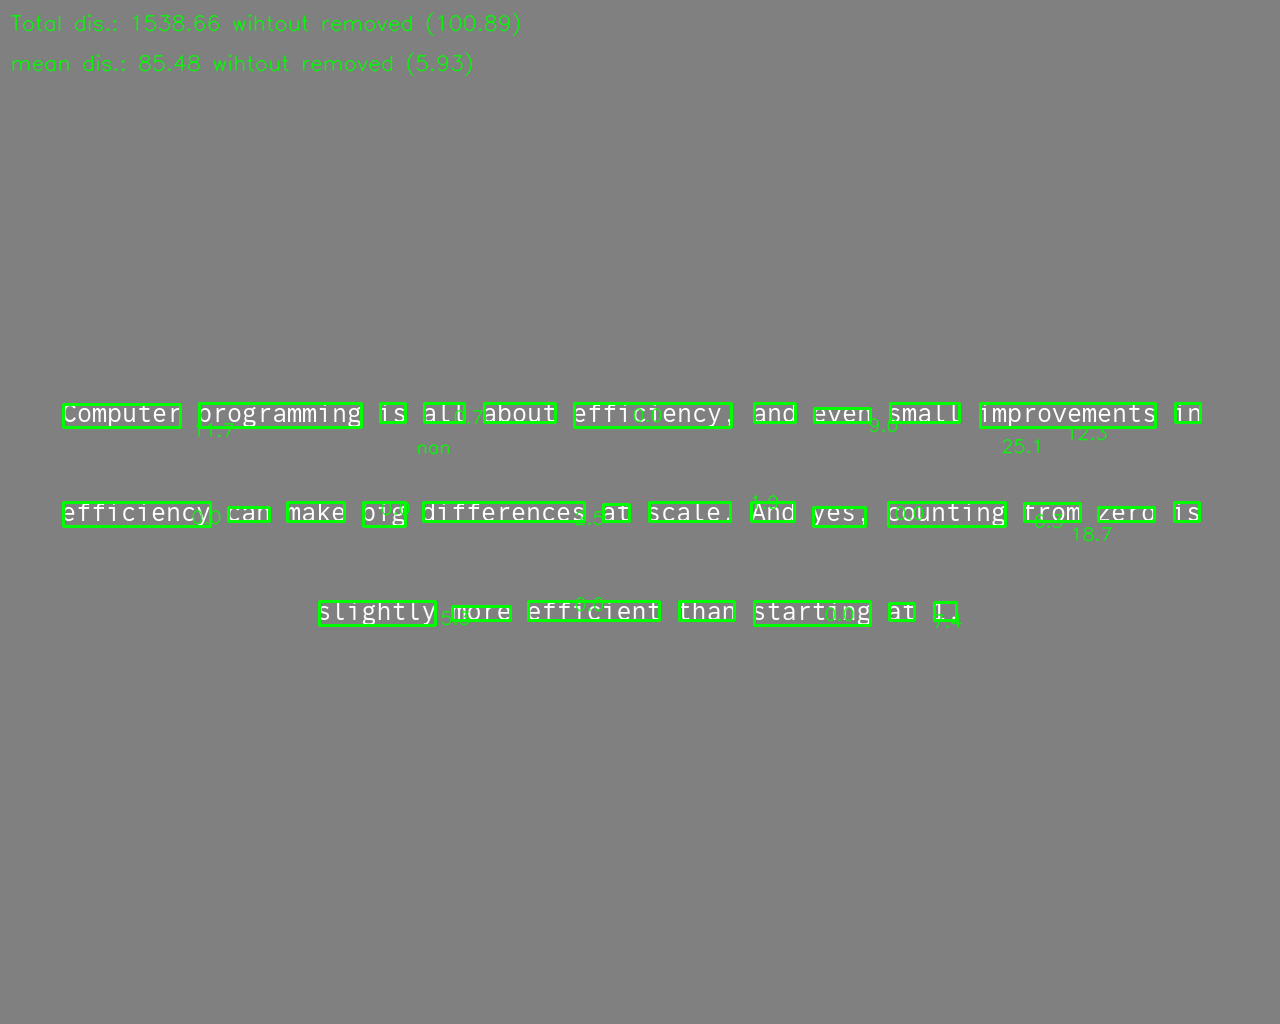 Total dis.: 1538.66 wihtout removed (100.89)
mean dis.: 85.48 wihtout removed (5.93)
Computer programming is all about efficiency, and even small improvements in
11.7
9.6
12.3
25.1
nan
efficiency can make big differences at scale. And yes, counting from zero is
0.0
18.7
slightly more efficient than starting at 1.